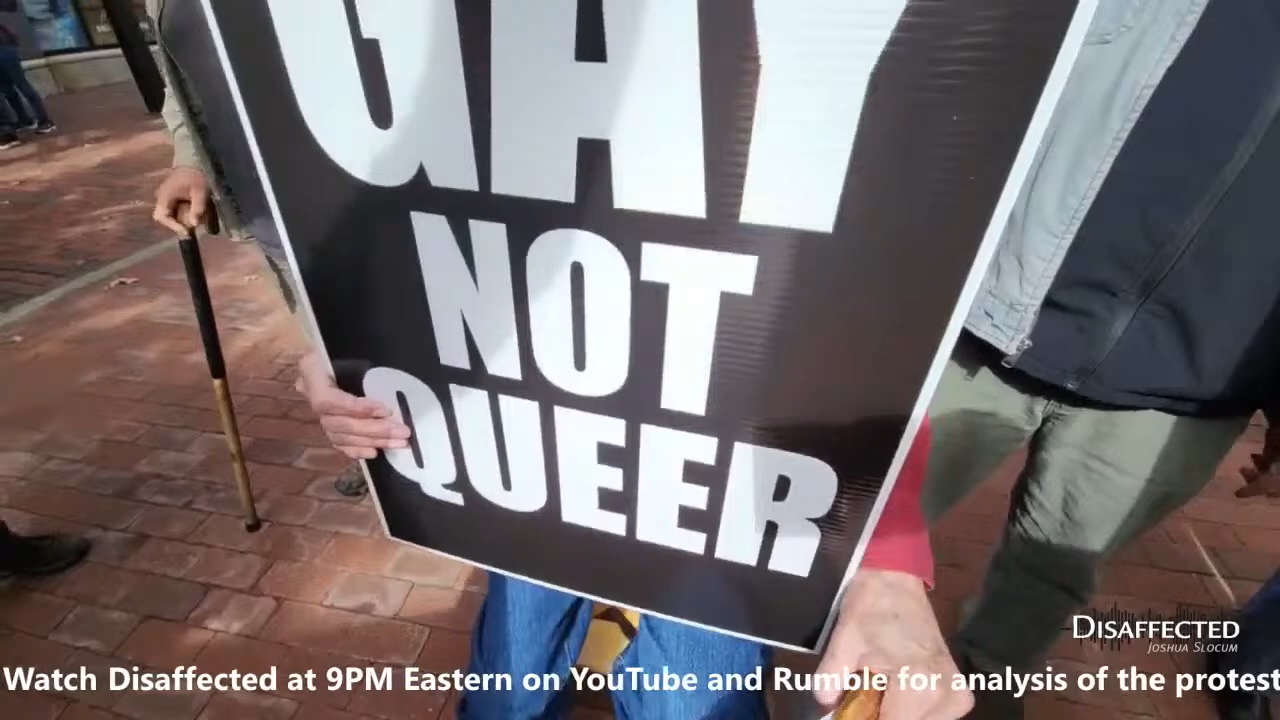 GAY
NOT
QUEER
DISAFFECTED
JOSHUA SLOCUM
Watch Disaffected at 9PM Eastern on YouTube and Rumble for analysis of the protest